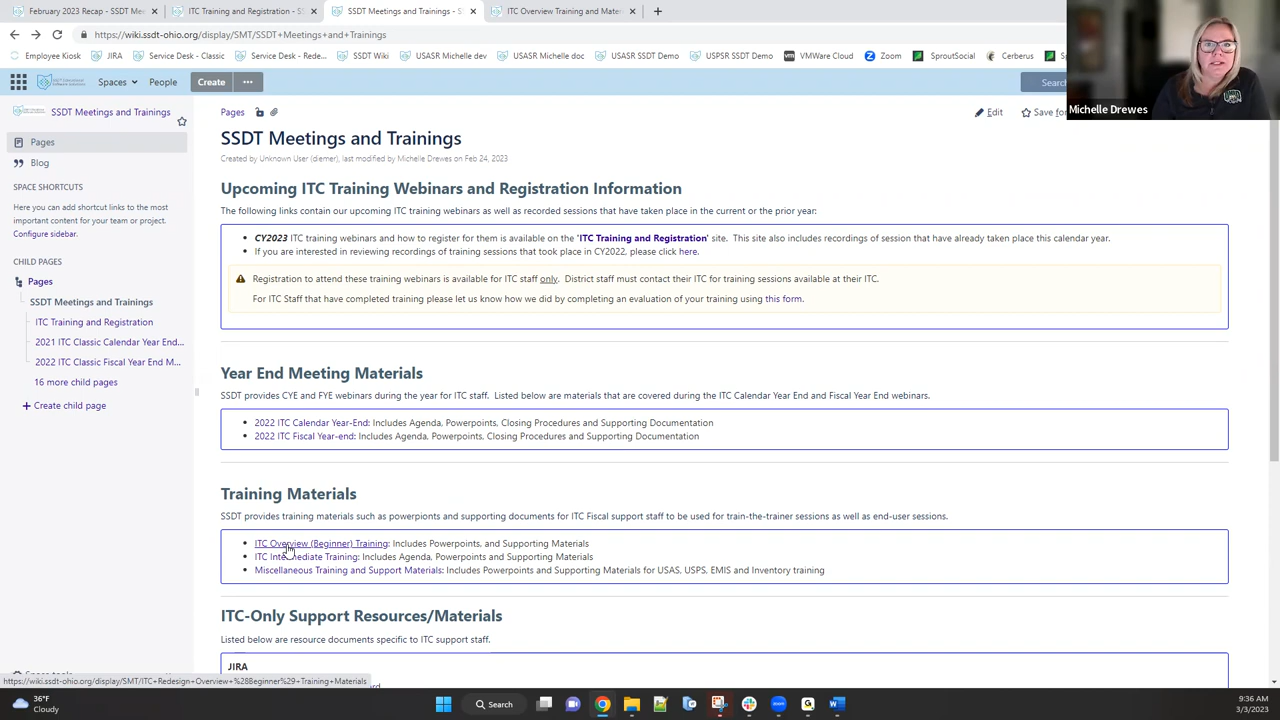 February 2023 Recap - SSDT Mee
ITC Training and Registration - SS
SSDT Meetings and Trainings - S
ITC Overview Training and Mater
https://wiki.ssdt-ohio.org/display/SMT/SSDT+Meetings+and+Trainings
Employee Kiosk
JIRA
Service Desk - Classic
Service Desk - Rede...
SSDT Wiki
USASR Michelle dev
USASR Michelle doc
USASR SSDT Demo
USPSR SSDT Demo
VMWare Cloud
Zoom
SproutSocial
Cerberus
Sp
Michelle Drewes
Spaces
People
Create
Search
SSDT Meetings and Trainings
Pages
Blog
SPACE SHORTCUTS
Here you can add shortcut links to the most
important content for your team or project.
Configure sidebar.
CHILD PAGES
Pages
SSDT Meetings and Trainings
ITC Training and Registration
2021 ITC Classic Calendar Year End...
2022 ITC Classic Fiscal Year End M...
16 more child pages
+ Create child page
Pages
Edit
Save for
SSDT Meetings and Trainings
Created by Unknown User (diemer), last modified by Michelle Drewes on Feb 24, 2023
Upcoming ITC Training Webinars and Registration Information
The following links contain our upcoming ITC training webinars as well as recorded sessions that have taken place in the current or the prior year:
• CY2023 ITC training webinars and how to register for them is available on the 'ITC Training and Registration' site. This site also includes recordings of session that have already taken place this calendar year.
• If you are interested in reviewing recordings of training sessions that took place in CY2022, please click here.
Registration to attend these training webinars is available for ITC staff only. District staff must contact their ITC for training sessions available at their ITC.
For ITC Staff that have completed training please let us know how we did by completing an evaluation of your training using this form.
Year End Meeting Materials
SSDT provides CYE and FYE webinars during the year for ITC staff. Listed below are materials that are covered during the ITC Calendar Year End and Fiscal Year End webinars.
• 2022 ITC Calendar Year-End: Includes Agenda, Powerpoints, Closing Procedures and Supporting Documentation
• 2022 ITC Fiscal Year-end: Includes Agenda, Powerpoints, Closing Procedures and Supporting Documentation
Training Materials
SSDT provides training materials such as powerpionts and supporting documents for ITC Fiscal support staff to be used for train-the-trainer sessions as well as end-user sessions.
• ITC Overview (Beginner) Training: Includes Powerpoints, and Supporting Materials
• ITC Intermediate Training: Includes Agenda, Powerpoints and Supporting Materials
• Miscellaneous Training and Support Materials: Includes Powerpoints and Supporting Materials for USAS, USPS, EMIS and Inventory training
ITC-Only Support Resources/Materials
Listed below are resource documents specific to ITC support staff.
JIRA
https://wiki.ssdt-ohio.org/display/SMT/ITC+Redesign+Overview+%28Beginner%29+Training+Materials
36°F
Cloudy
Search
9:36 AM
3/3/2023